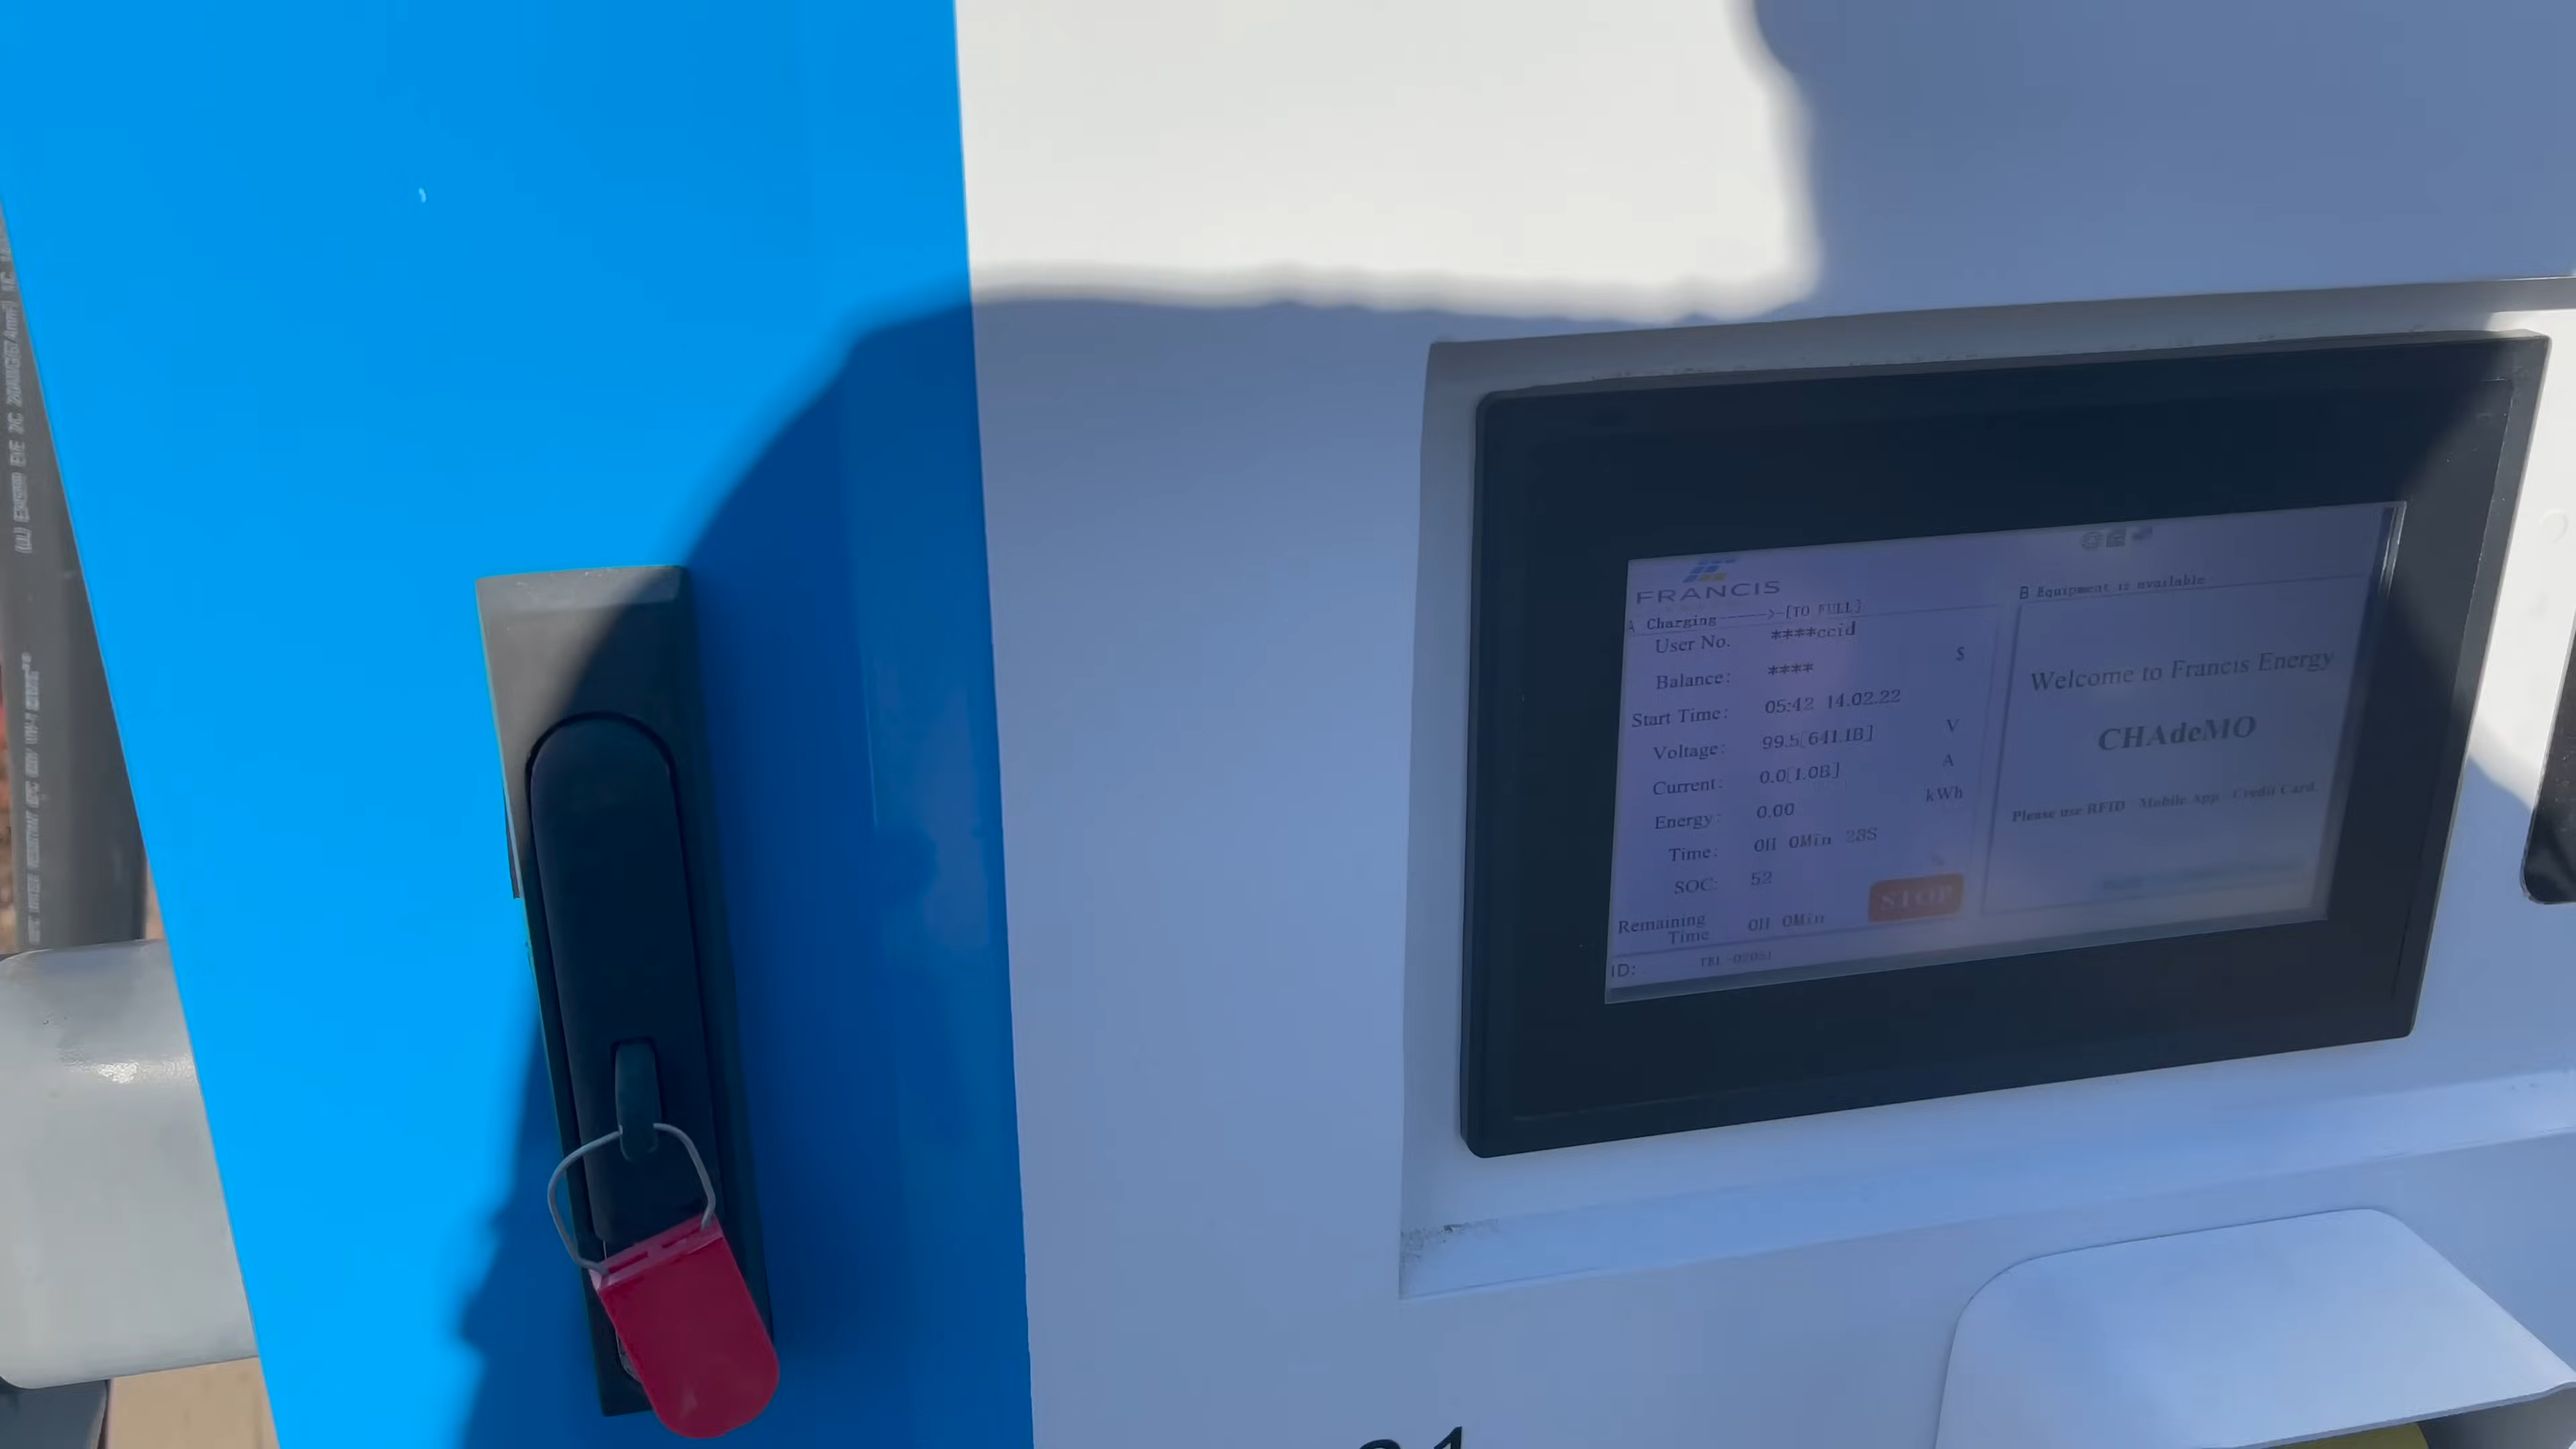 FRANCIS
A Charging------>-[TO FULL]
User No. ****ccid
Balance: **** $
Start Time: 05:42 14.02.22
Voltage: 99.5[641.1B] V
Current: 0.0[1.0B] A
Energy: 0.00 kWh
Time: 0H 0Min 28S
SOC: 52 %
Remaining Time 0H 0Min
STOP
ID:
B Equipment is available
Welcome to Francis Energy
CHAdeMO
Please use RFID Mobile App Credit Card.